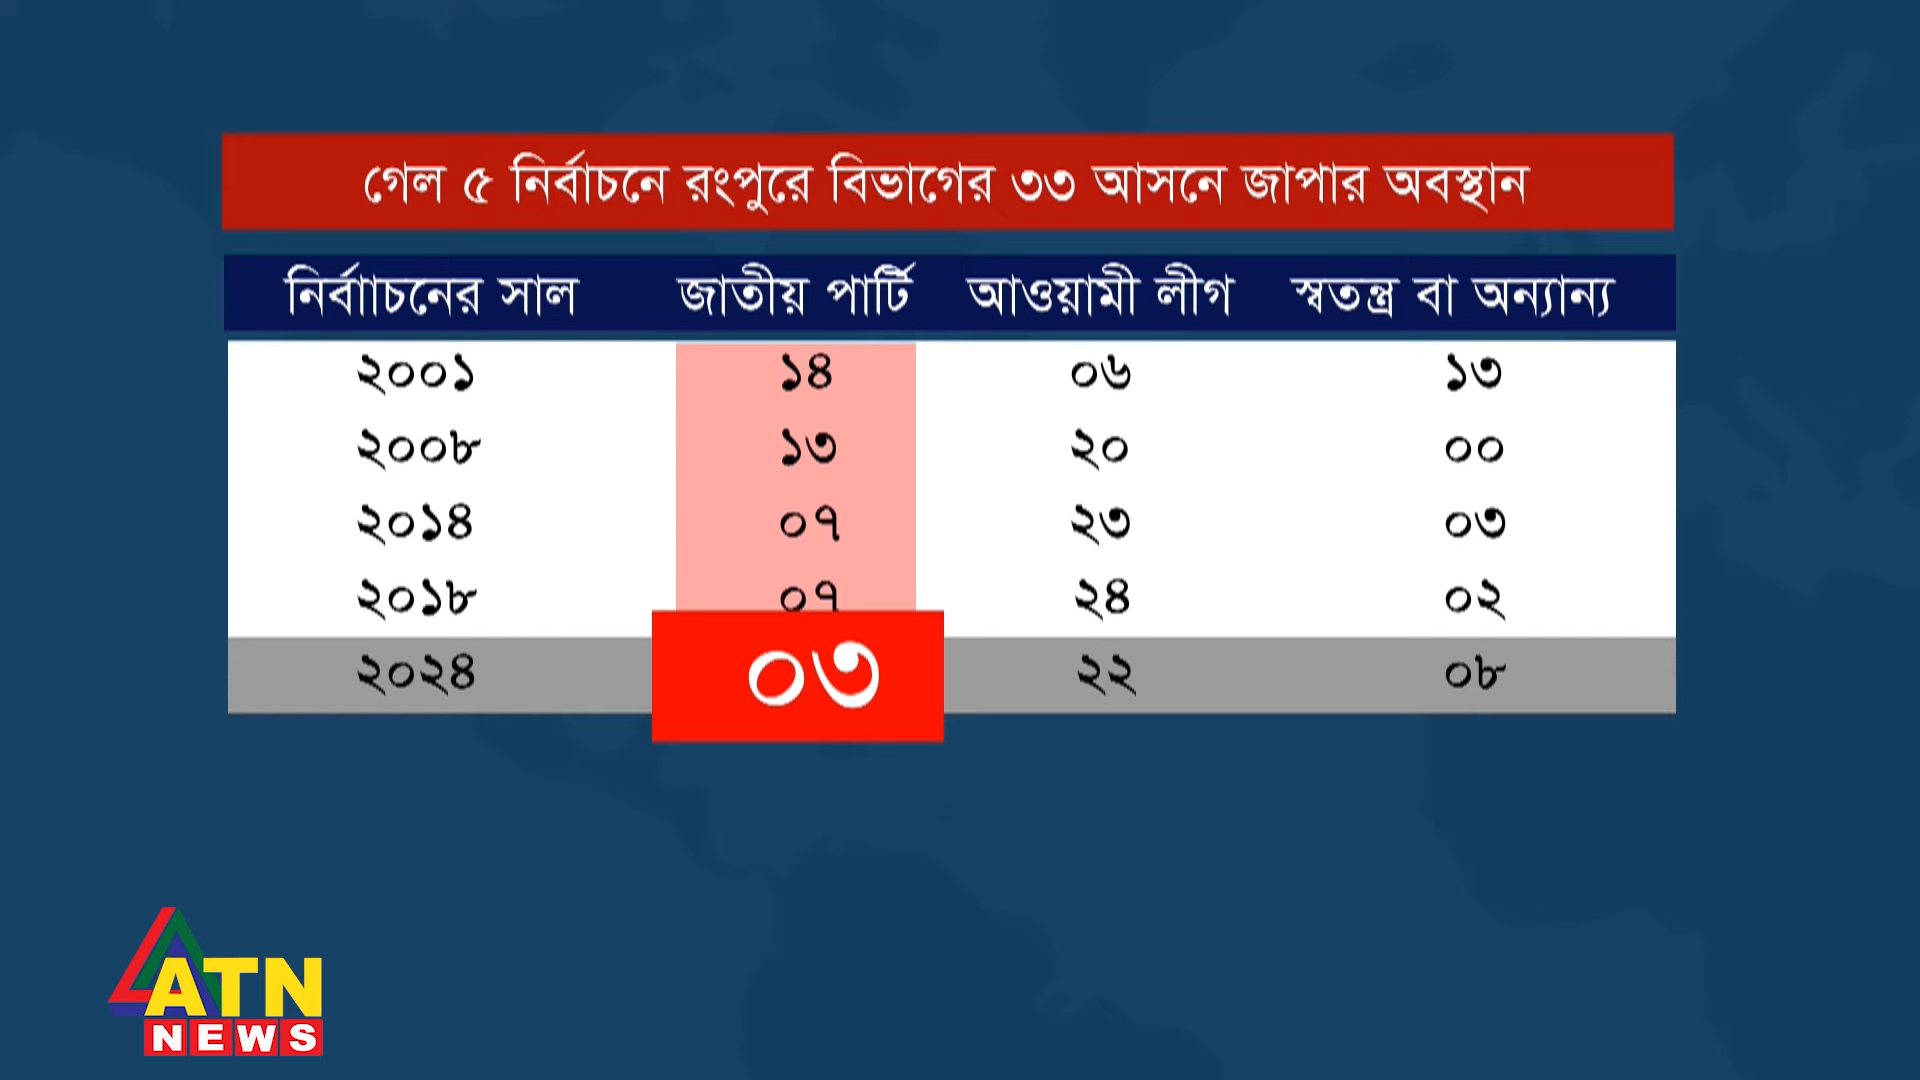 গেল ৫ নির্বাচনে রংপুরে বিভাগের ৩৩ আসনে জাপার অবস্থান
নির্বাাচনের সাল জাতীয় পার্টি আওয়ামী লীগ স্বতন্ত্র বা অন্যান্য
২০০১ ১৪ ০৬ ১৩
২০০৮ ১৩ ২০ ০০
২০১৪ ০৭ ২৩ ০৩
২০১৮ ০৭ ২৪ ০২
২০২৪ ০৩ ২২ ০৮
ATN
NEWS